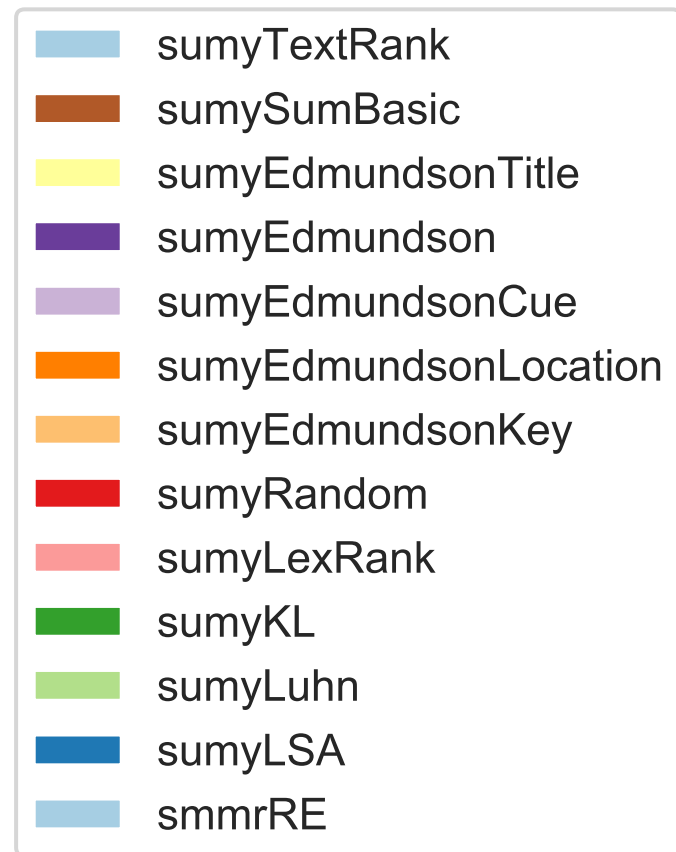 sumyTextRank
sumySumBasic
sumyEdmundsonTitle
sumyEdmundson
sumyEdmundsonCue
sumyEdmundsonLocation
sumyEdmundsonKey
sumyRandom
sumyLexRank
sumyKL
sumyLuhn
sumyLSA
smmrRE